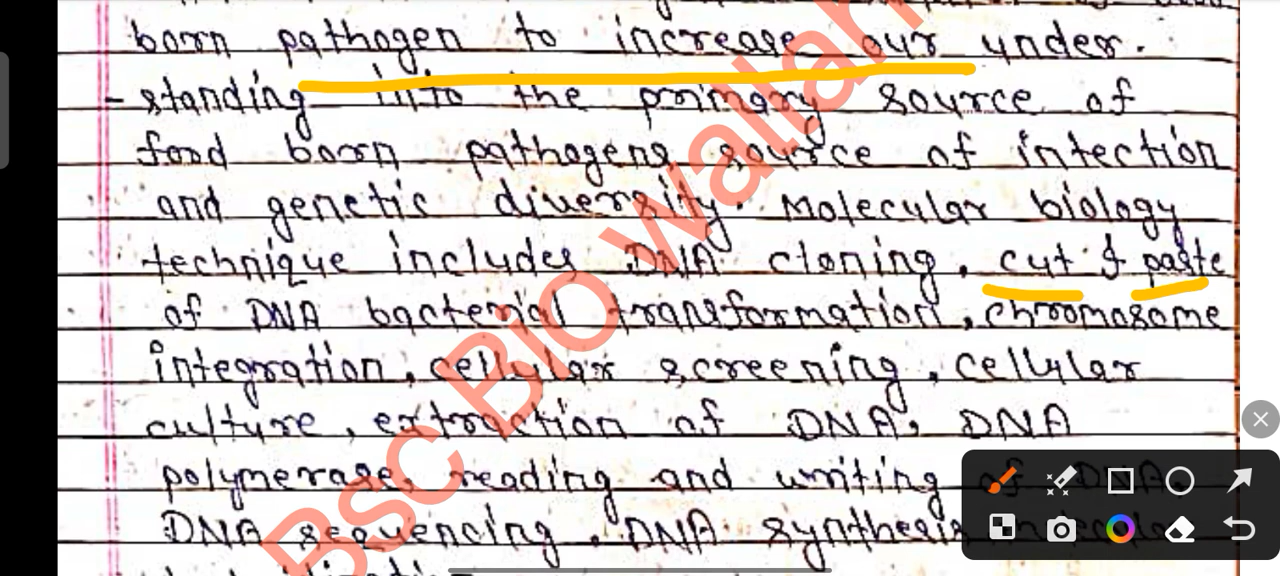 born pathogen to increase our under.
-standing into the primary source of
food born pathogens source of infection
and genetic diversity. Molecular biology
technique includes DNA cloning, cut & paste
of DNA bacterial transformation, chromosome
integration, cellular screening, cellular
culture, extraction of DNA, DNA
polymerase, reading and writing of DNA,
DNA sequencing, DNA synthesis
BSc Bio wallah